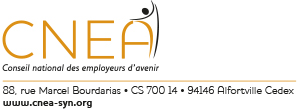 CNEA
Conseil national des employeurs d'avenir
88, rue Marcel Bourdarias • CS 700 14 • 94146 Alfortville Cedex
www.cnea-syn.org